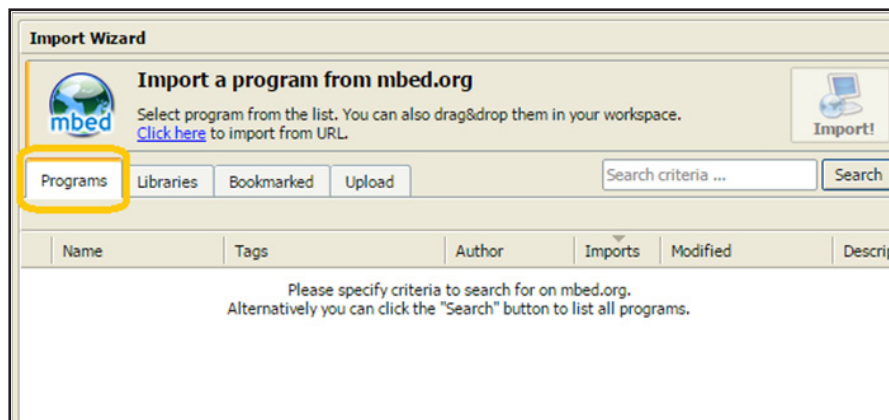 Import Wizard
Import a program from mbed.org
mbed
Select program from the list. You can also drag&drop them in your workspace.
Click here to import from URL.
Import!
Programs Libraries Bookmarked Upload Search criteria ... Search
Name Tags Author Imports Modified Descrip
Please specify criteria to search for on mbed.org.
Alternatively you can click the "Search" button to list all programs.